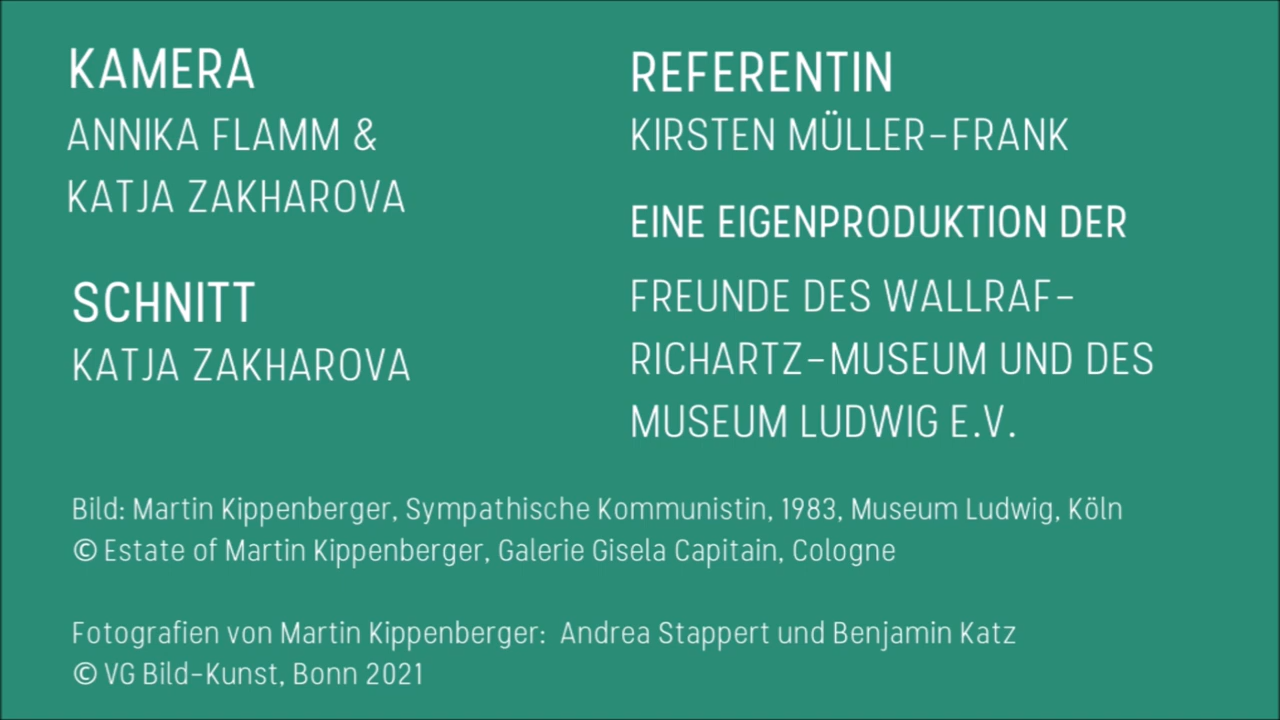 KAMERA
ANNIKA FLAMM &
KATJA ZAKHAROVA
SCHNITT
KATJA ZAKHAROVA
REFERENTIN
KIRSTEN MÜLLER-FRANK
EINE EIGENPRODUKTION DER
FREUNDE DES WALLRAF-
RICHARTZ-MUSEUM UND DES
MUSEUM LUDWIG E.V.
Bild: Martin Kippenberger, Sympathische Kommunistin, 1983, Museum Ludwig, Köln
© Estate of Martin Kippenberger, Galerie Gisela Capitain, Cologne
Fotografien von Martin Kippenberger: Andrea Stappert und Benjamin Katz
© VG Bild-Kunst, Bonn 2021